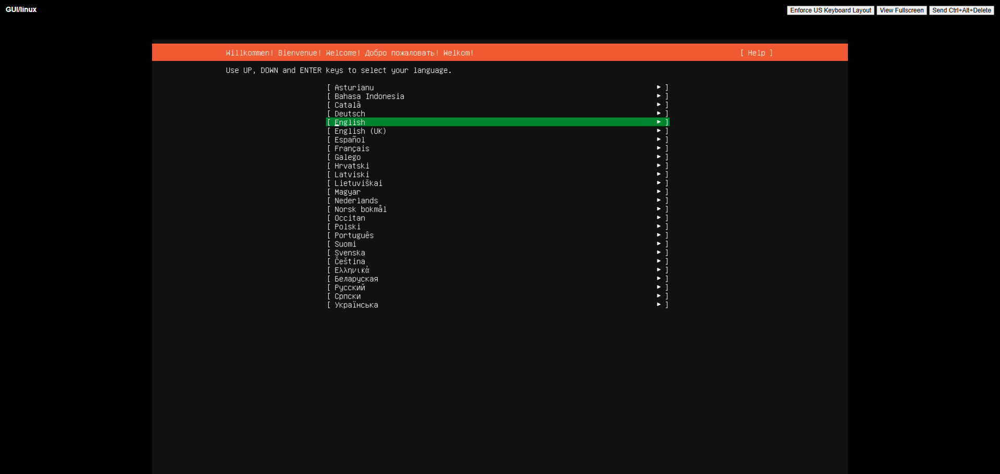 GUI/linux
Enforce US Keyboard Layout View Fullscreen Send Ctrl+Alt+Delete
Willkommen! Bienvenue! Welcome! Добро пожаловать! Welkom! [ Help ]
Use UP, DOWN and ENTER keys to select your language.
[ Asturianu ► ]
[ Bahasa Indonesia ► ]
[ Català ► ]
[ Deutsch ► ]
[ English ► ]
[ English (UK) ► ]
[ Español ► ]
[ Français ► ]
[ Galego ► ]
[ Hrvatski ► ]
[ Latviski ► ]
[ Lietuviškai ► ]
[ Magyar ► ]
[ Nederlands ► ]
[ Norsk bokmål ► ]
[ Occitan ► ]
[ Polski ► ]
[ Português ► ]
[ Suomi ► ]
[ Svenska ► ]
[ Čeština ► ]
[ Ελληνικά ► ]
[ Беларуская ► ]
[ Русский ► ]
[ Српски ► ]
[ Українська ► ]